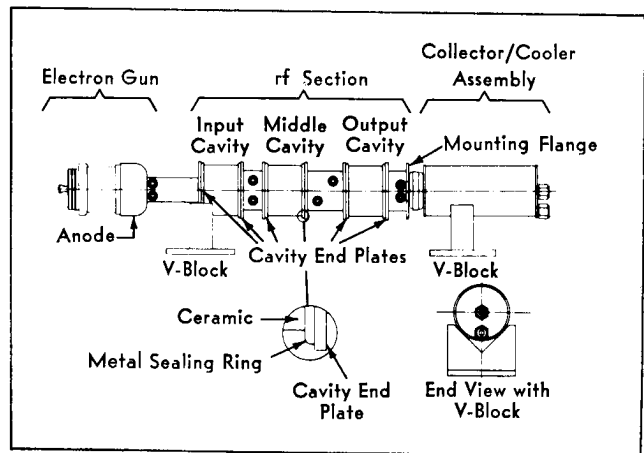 Electron Gun
rf Section
Collector/Cooler
Assembly
Input
Cavity
Middle
Cavity
Output
Cavity
Mounting Flange
Anode
V-Block
Cavity End Plates
V-Block
Ceramic
Metal Sealing Ring
Cavity End
Plate
End View with
V-Block